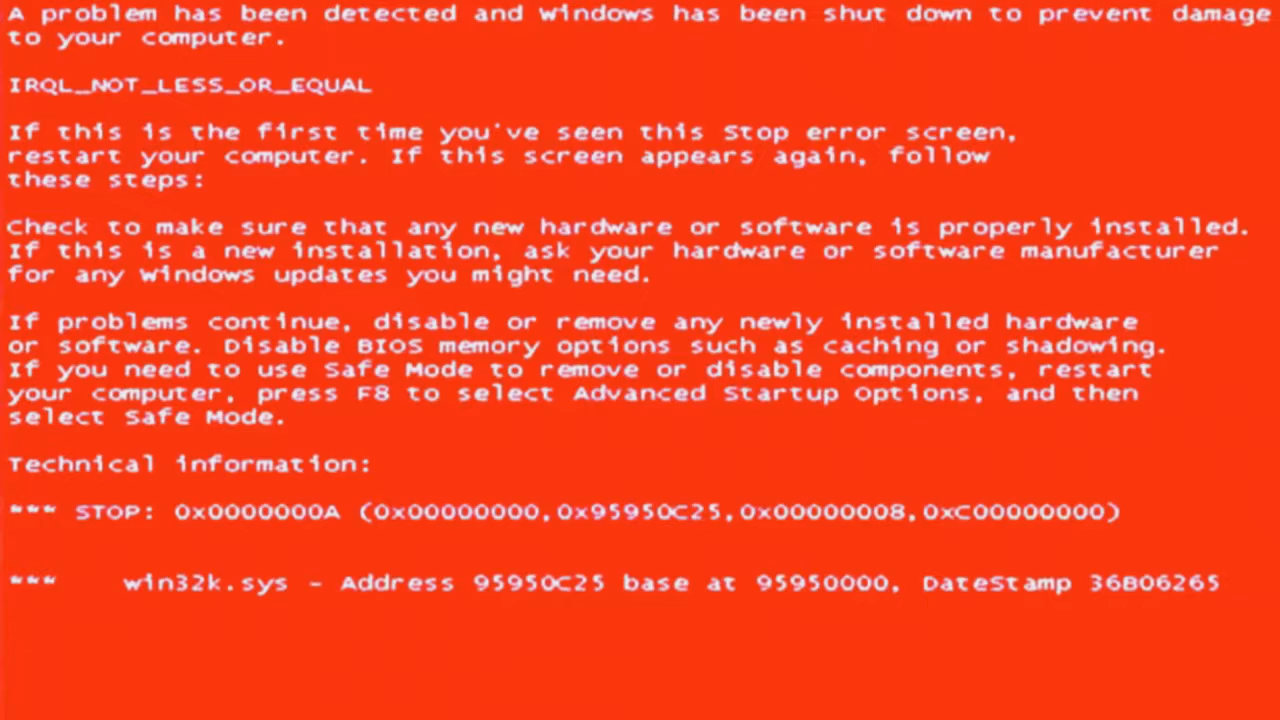 A problem has been detected and Windows has been shut down to prevent damage
to your computer.
IRQL_NOT_LESS_OR_EQUAL
If this is the first time you've seen this Stop error screen,
restart your computer. If this screen appears again, follow
these steps:
Check to make sure that any new hardware or software is properly installed.
If this is a new installation, ask your hardware or software manufacturer
for any Windows updates you might need.
If problems continue, disable or remove any newly installed hardware
or software. Disable BIOS memory options such as caching or shadowing.
If you need to use Safe Mode to remove or disable components, restart
your computer, press F8 to select Advanced Startup Options, and then
select Safe Mode.
Technical information:
*** STOP: 0x0000000A (0x00000000,0x95950C25,0x00000008,0xC00000000)
*** win32k.sys - Address 95950C25 base at 95950000, DateStamp 36B06265